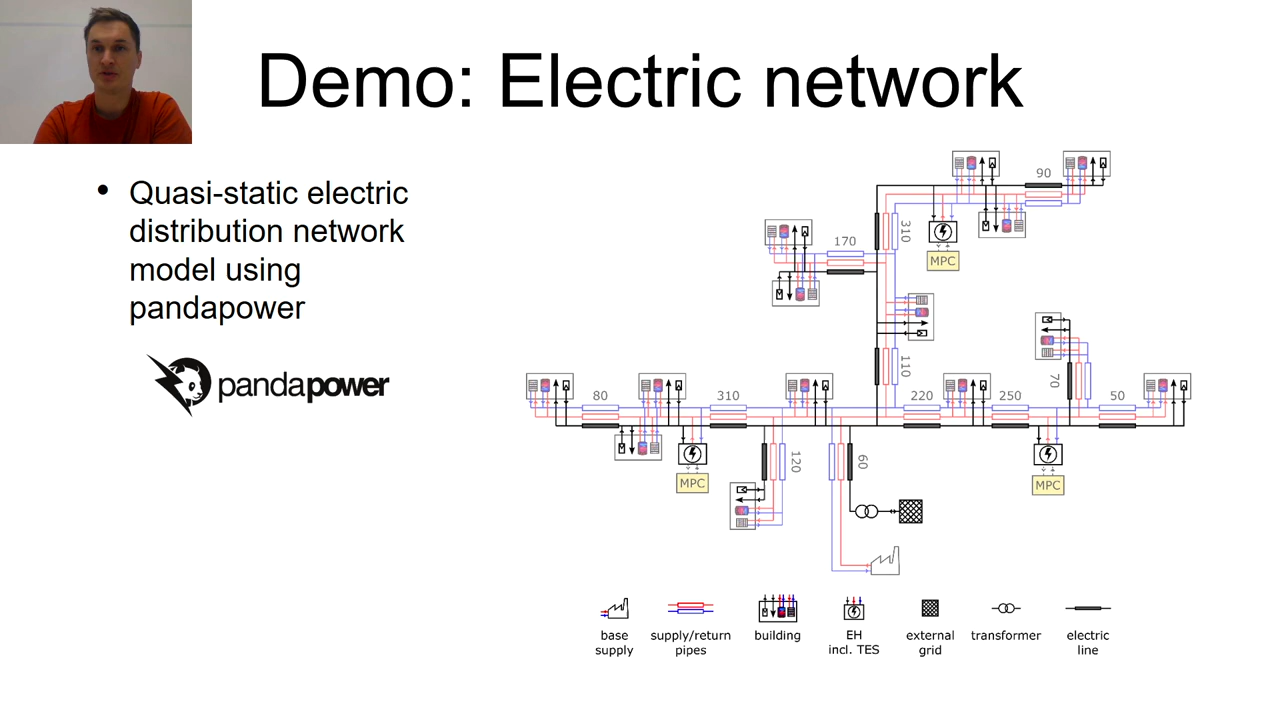 Demo: Electric network
• Quasi-static electric
distribution network
model using
pandapower
pandapower
90
310
170
MPC
110
70
80
310
220
250
50
120
60
MPC
MPC
base
supply
supply/return
pipes
building
EH
incl. TES
external
grid
transformer
electric
line